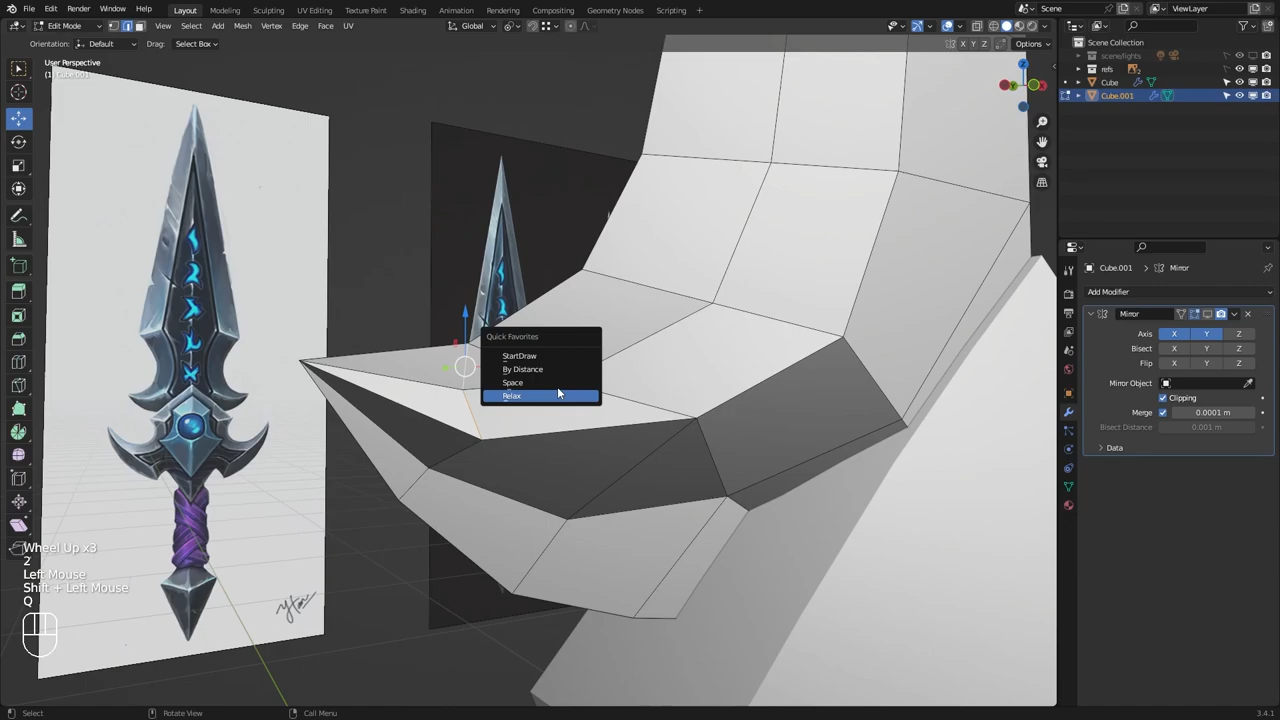 File Edit Render Window Help Layout Modeling Sculpting UV Editing Texture Paint Shading Animation Rendering Compositing Geometry Nodes Scripting + Scene ViewLayer
Edit Mode View Select Add Mesh Vertex Edge Face UV Global
Orientation: Default Drag: Select Box X Y Z Options
User Perspective
(1) Cube.001
Scene Collection
scene/lights
refs 2
Cube
Cube.001
Cube.001 Mirror
Add Modifier
Mirror
Axis X Y Z
Bisect X Y Z
Flip X Y Z
Mirror Object
Clipping
Merge 0.0001 m
Bisect Distance 0.001 m
Data
Quick Favorites
StartDraw
By Distance
Space
Relax
Wheel Up x3
2
Left Mouse
Shift + Left Mouse
Q
Select Rotate View Call Menu 3.4.1